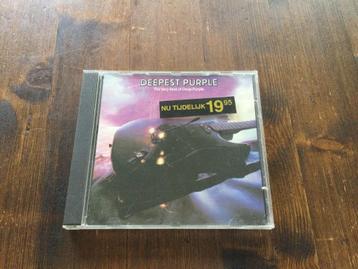 DEEPEST PURPLE
The Very Best of Deep Purple
NU TIJDELIJK 19 95